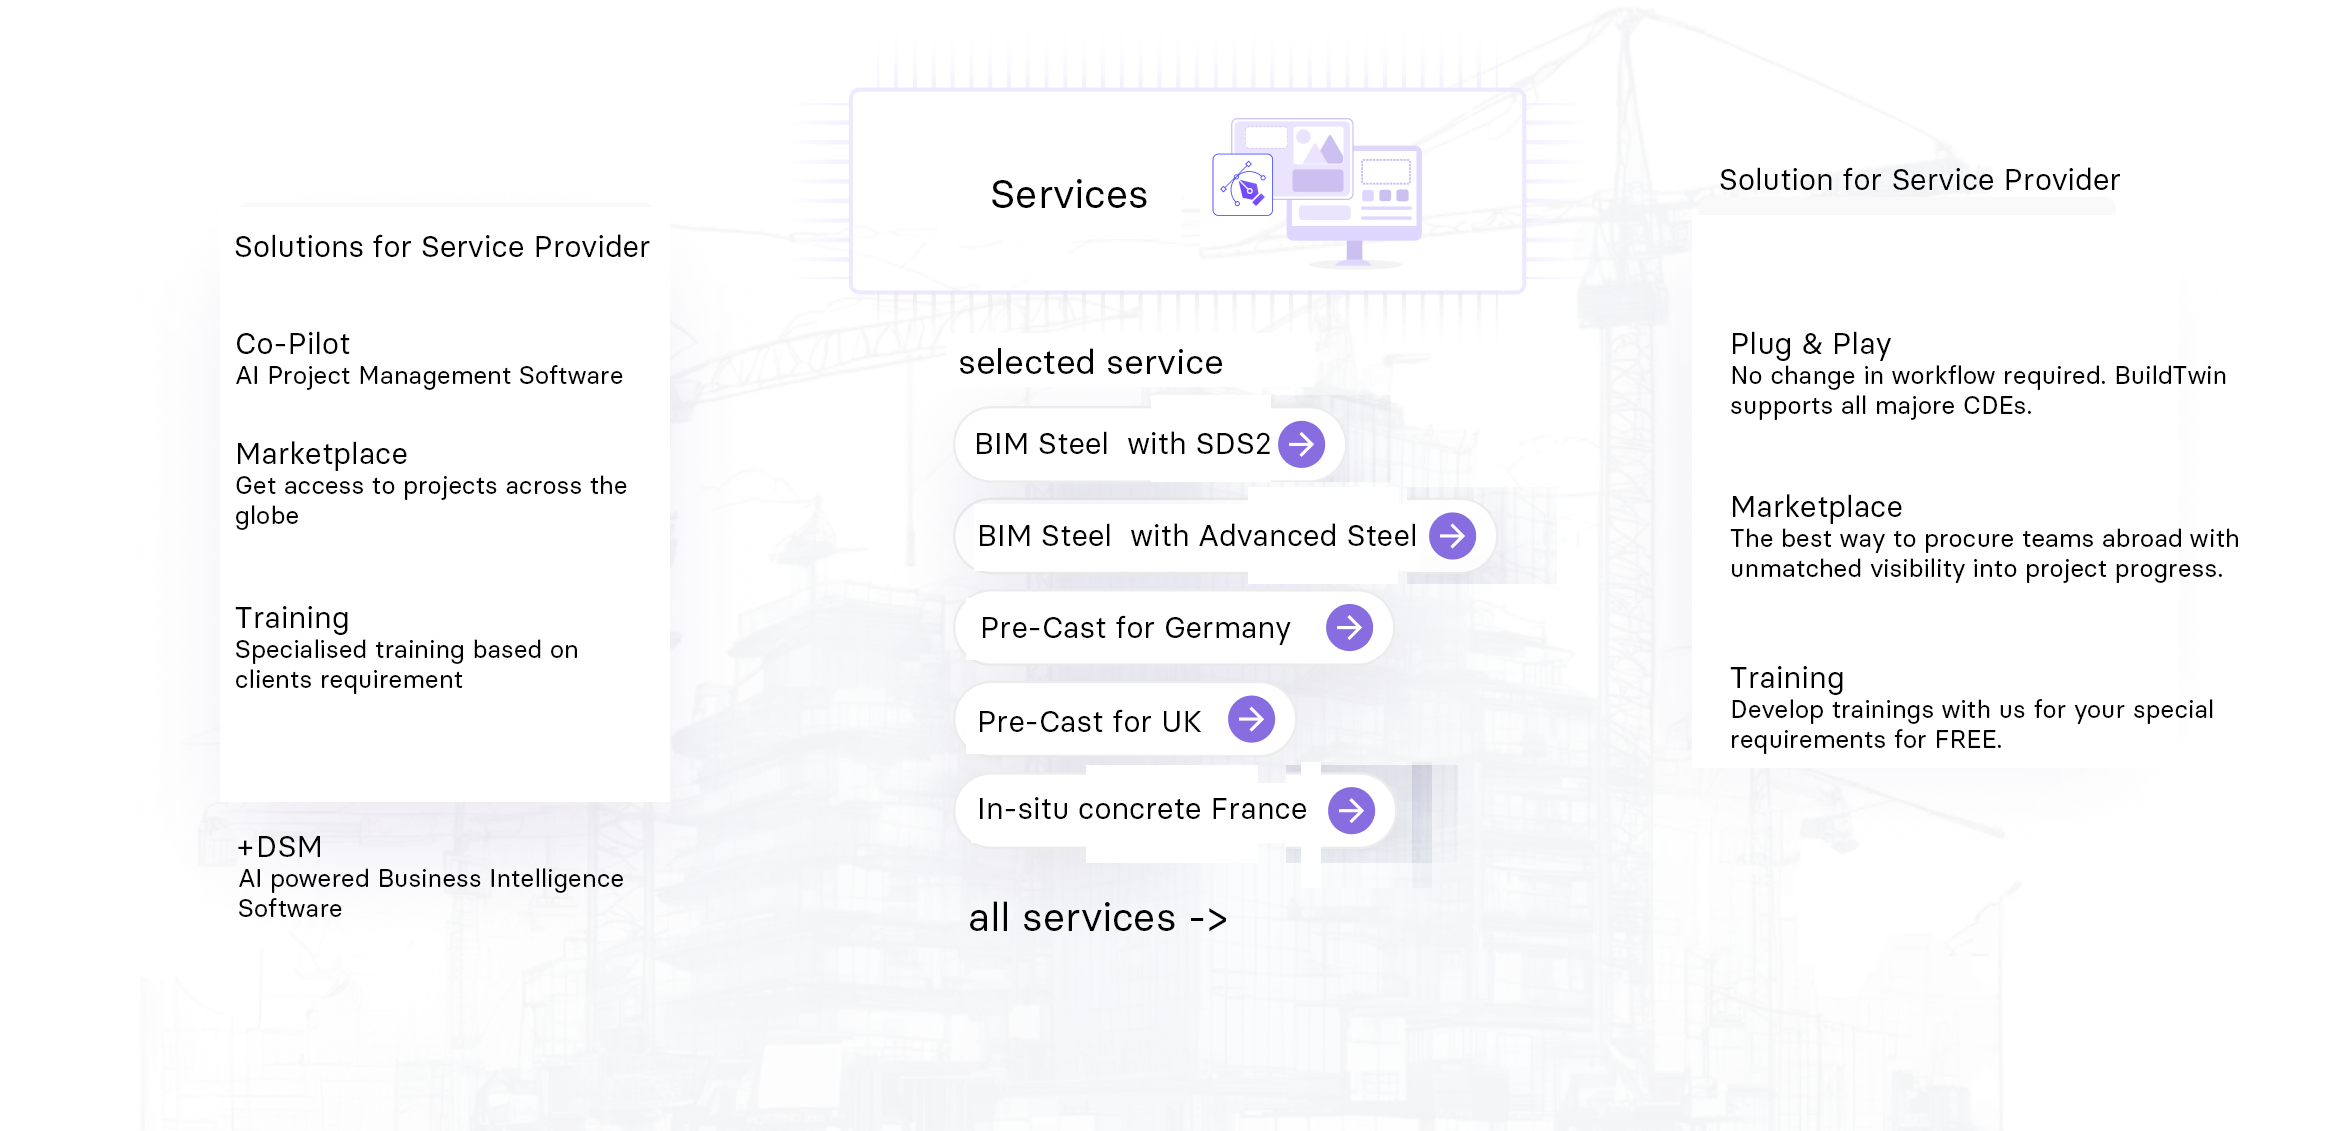 Solutions for Service Provider
Co-Pilot
AI Project Management Software
Marketplace
Get access to projects across the
globe
Training
Specialised training based on
clients requirement
+DSM
AI powered Business Intelligence
Software
Services
selected service
BIM Steel with SDS2
BIM Steel with Advanced Steel
Pre-Cast for Germany
Pre-Cast for UK
In-situ concrete France
all services ->
Solution for Service Provider
Plug & Play
No change in workflow required. BuildTwin
supports all majore CDEs.
Marketplace
The best way to procure teams abroad with
unmatched visibility into project progress.
Training
Develop trainings with us for your special
requirements for FREE.